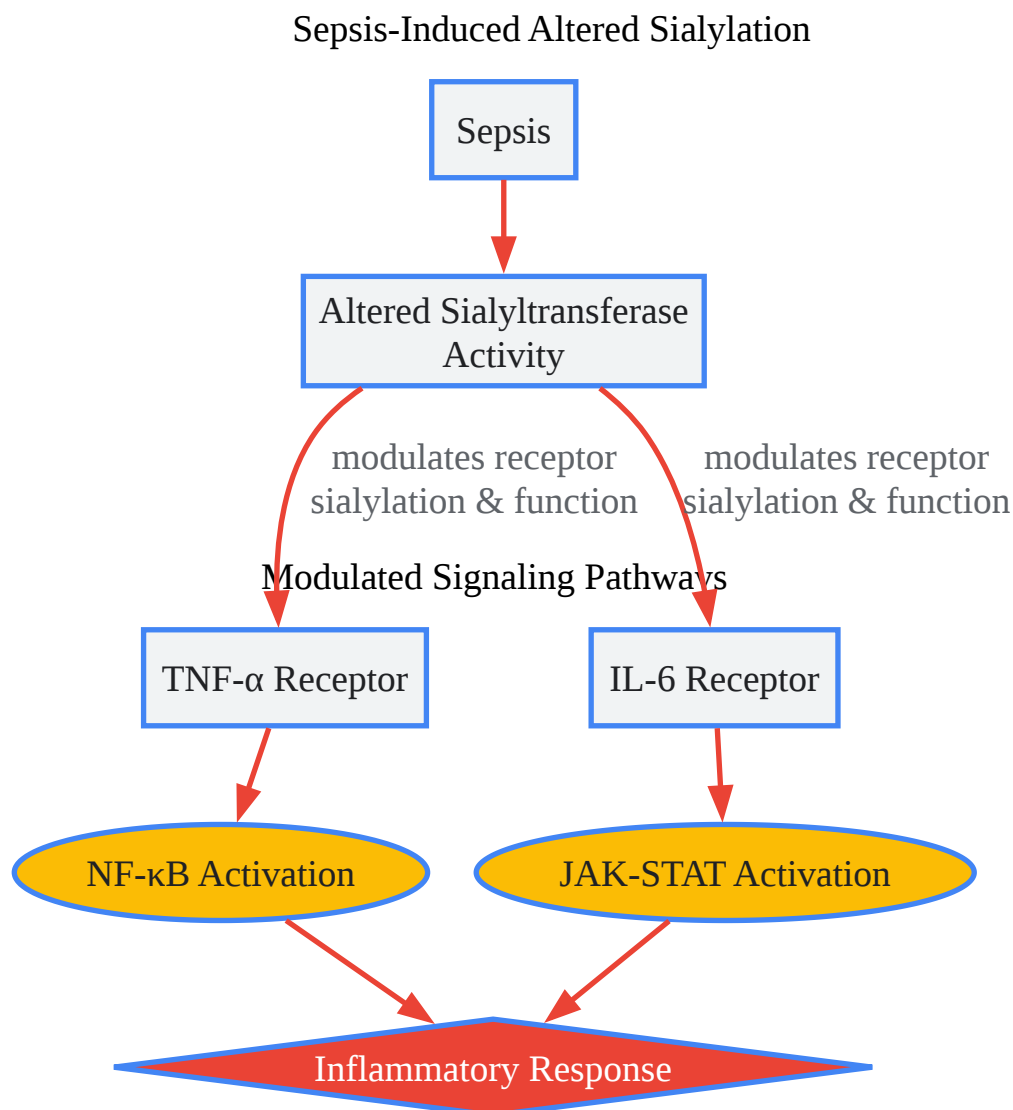 Sepsis-Induced Altered Sialylation
Sepsis
Altered Sialyltransferase
Activity
modulates receptor
sialylation & function
modulates receptor
sialylation & function
Modulated Signaling Pathways
TNF-α Receptor
IL-6 Receptor
NF-κB Activation
JAK-STAT Activation
Inflammatory Response